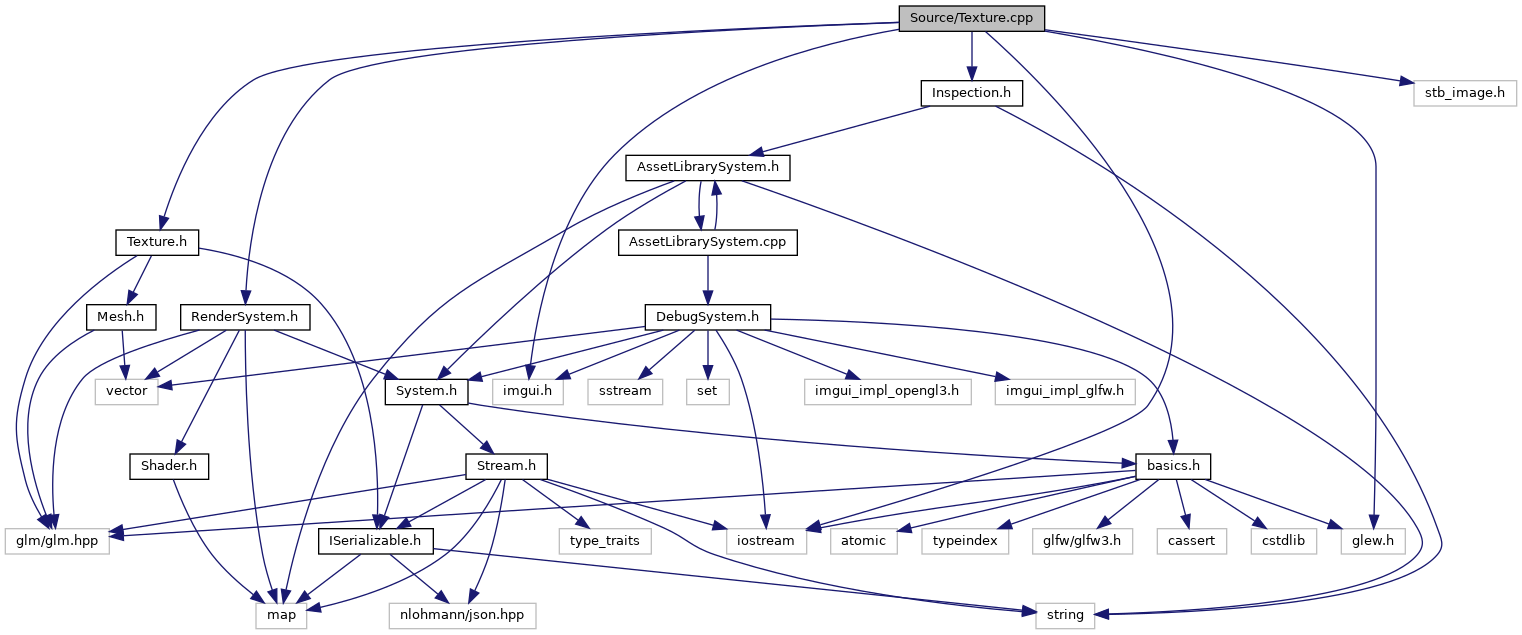 Source/Texture.cpp
Inspection.h
stb_image.h
AssetLibrarySystem.h
Texture.h
AssetLibrarySystem.cpp
Mesh.h
RenderSystem.h
DebugSystem.h
vector
System.h
imgui.h
sstream
set
imgui_impl_opengl3.h
imgui_impl_glfw.h
Shader.h
Stream.h
basics.h
glm/glm.hpp
ISerializable.h
type_traits
iostream
atomic
typeindex
glfw/glfw3.h
cassert
cstdlib
glew.h
map
nlohmann/json.hpp
string